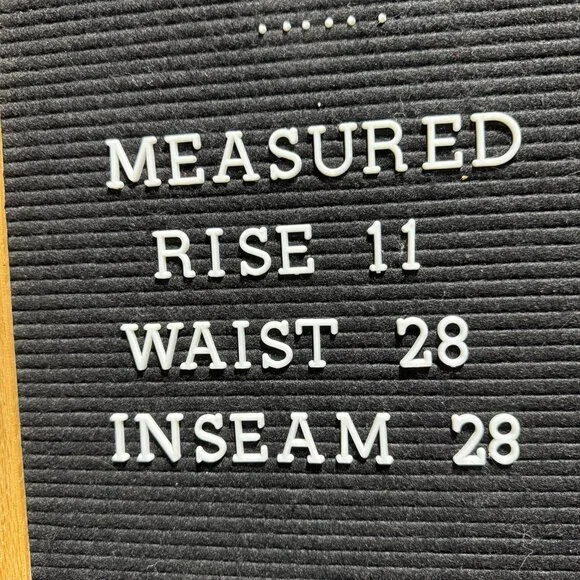 ......
MEASURED
RISE 11
WAIST 28
INSEAM 28